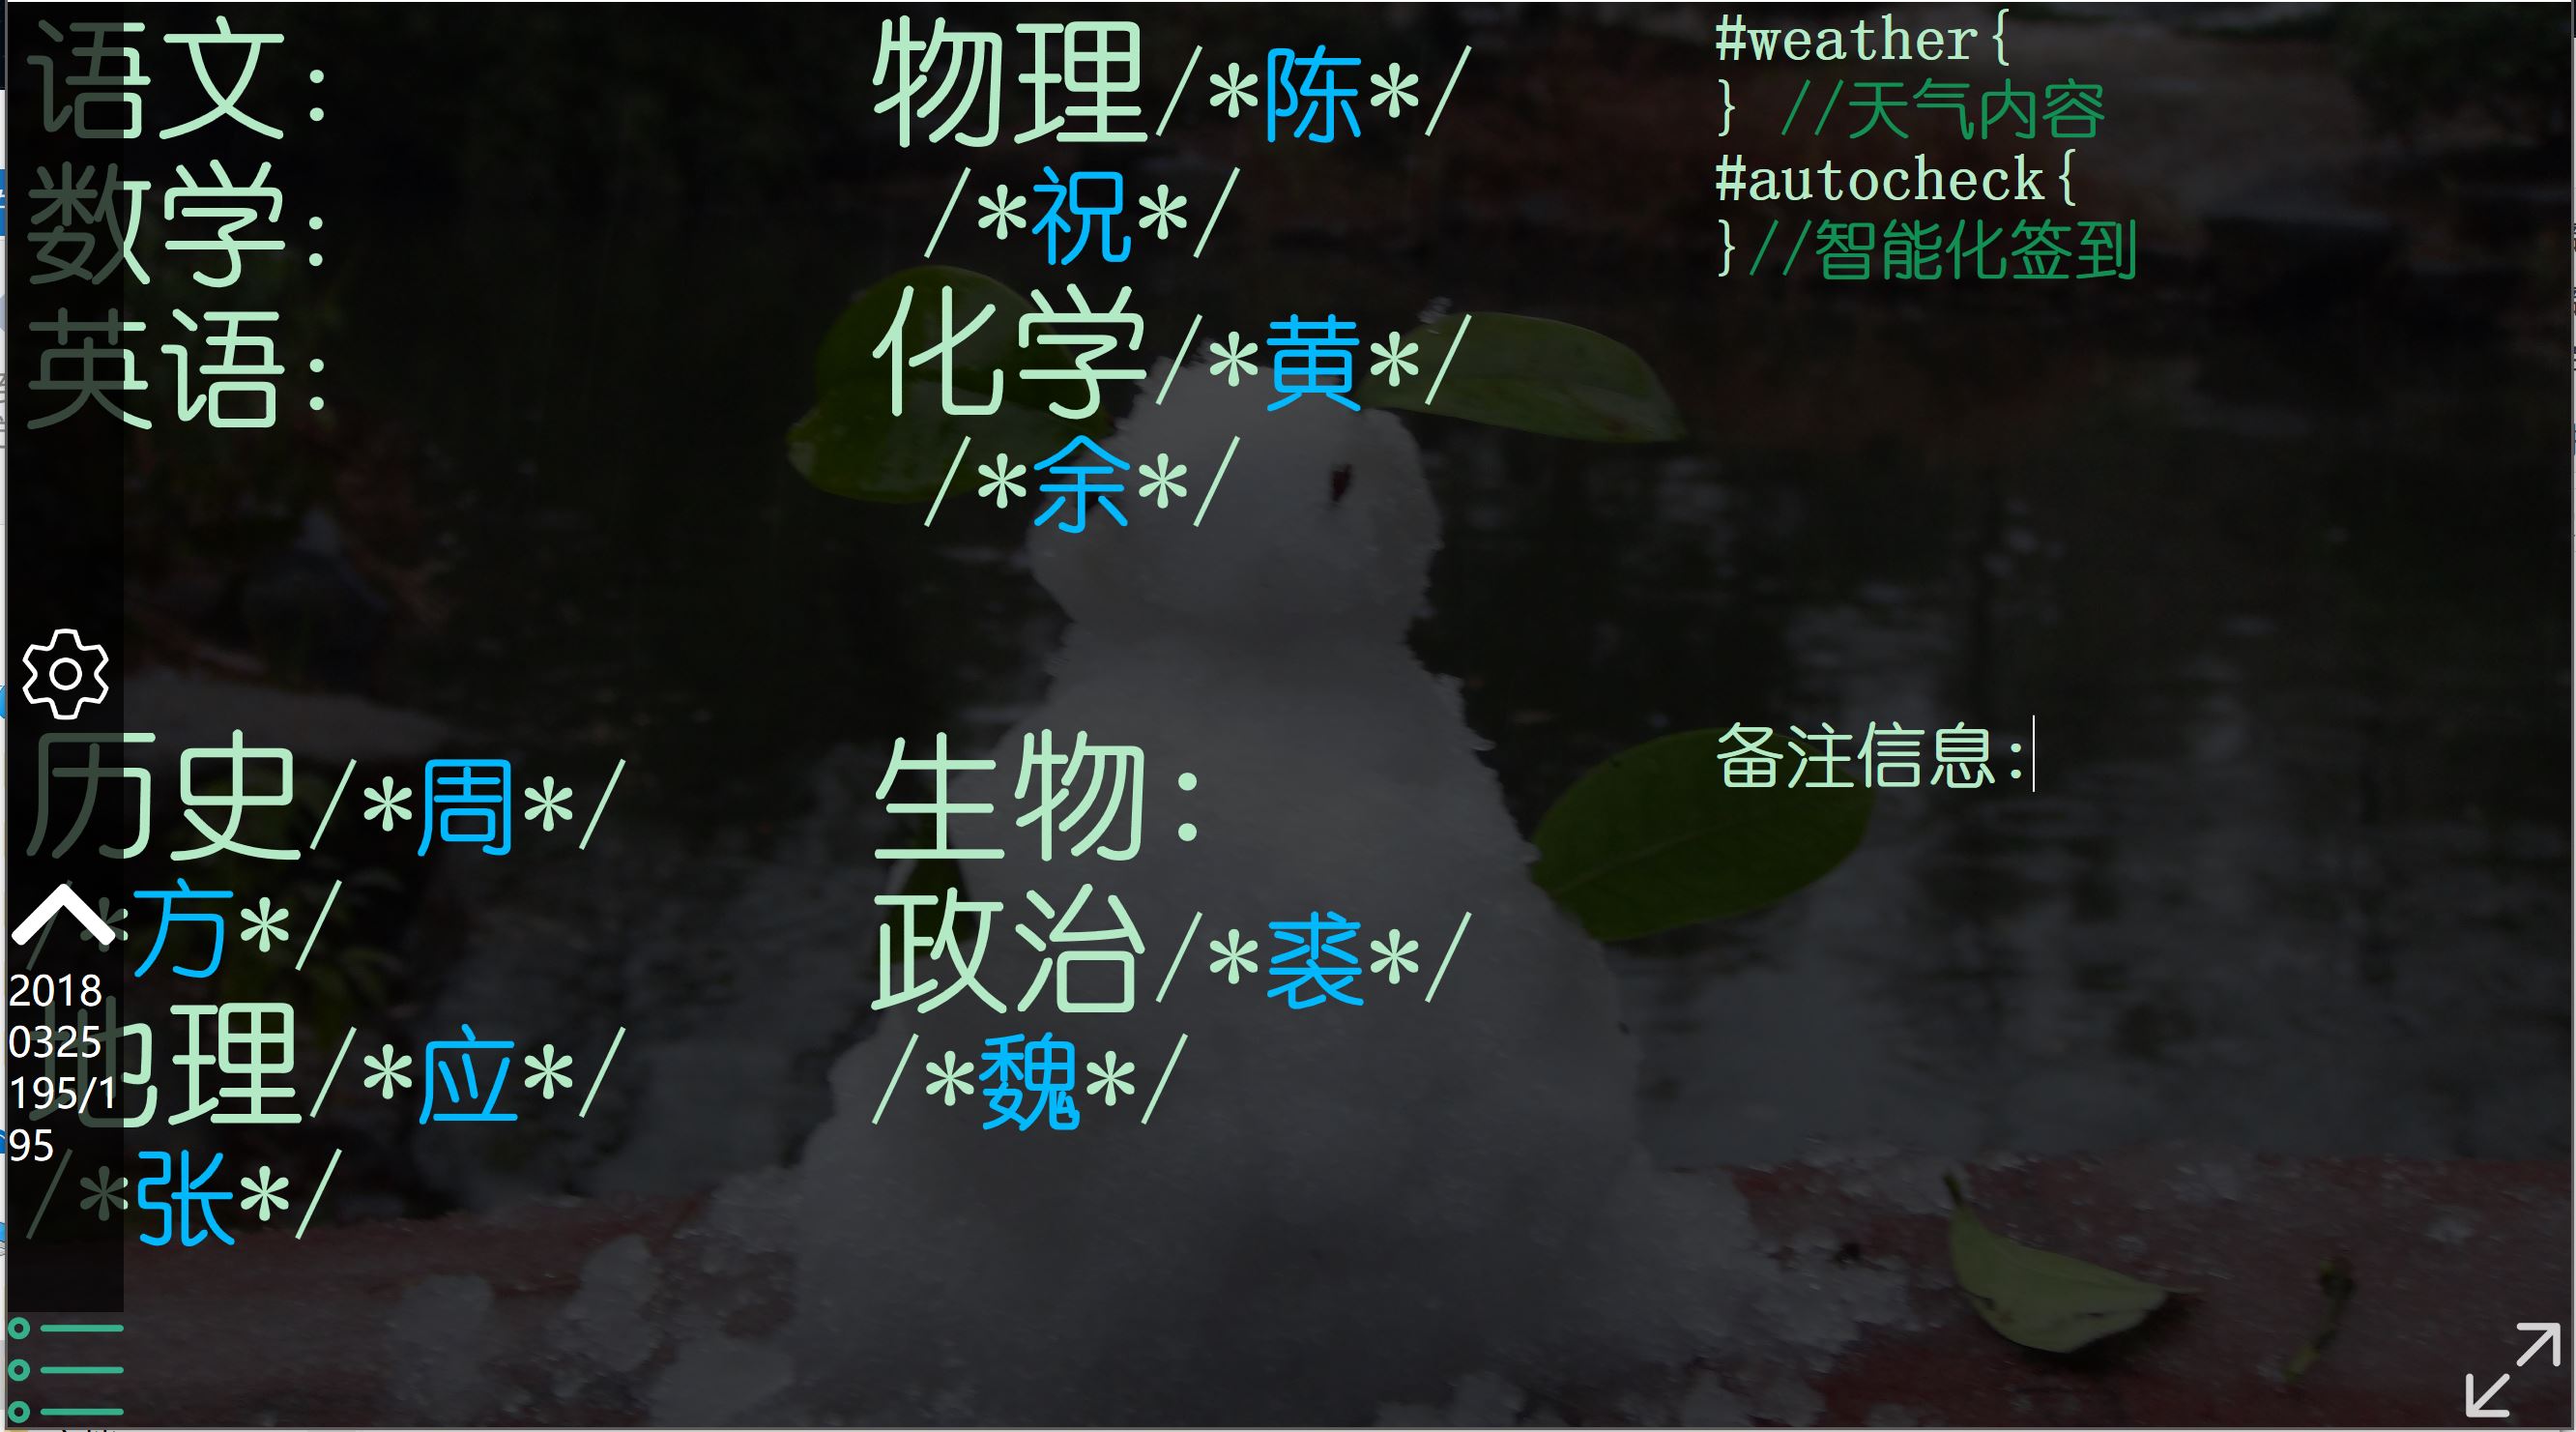 语文:
数学:
英语:
历史/*周*/
/*方*/
地理/*应*/
/*张*/
物理/*陈*/
/*祝*/
化学/*黄*/
/*余*/
生物:
政治/*裘*/
/*魏*/
#weather{
} //天气内容
#autocheck{
}//智能化签到
备注信息:
2018
0325
195/1
95